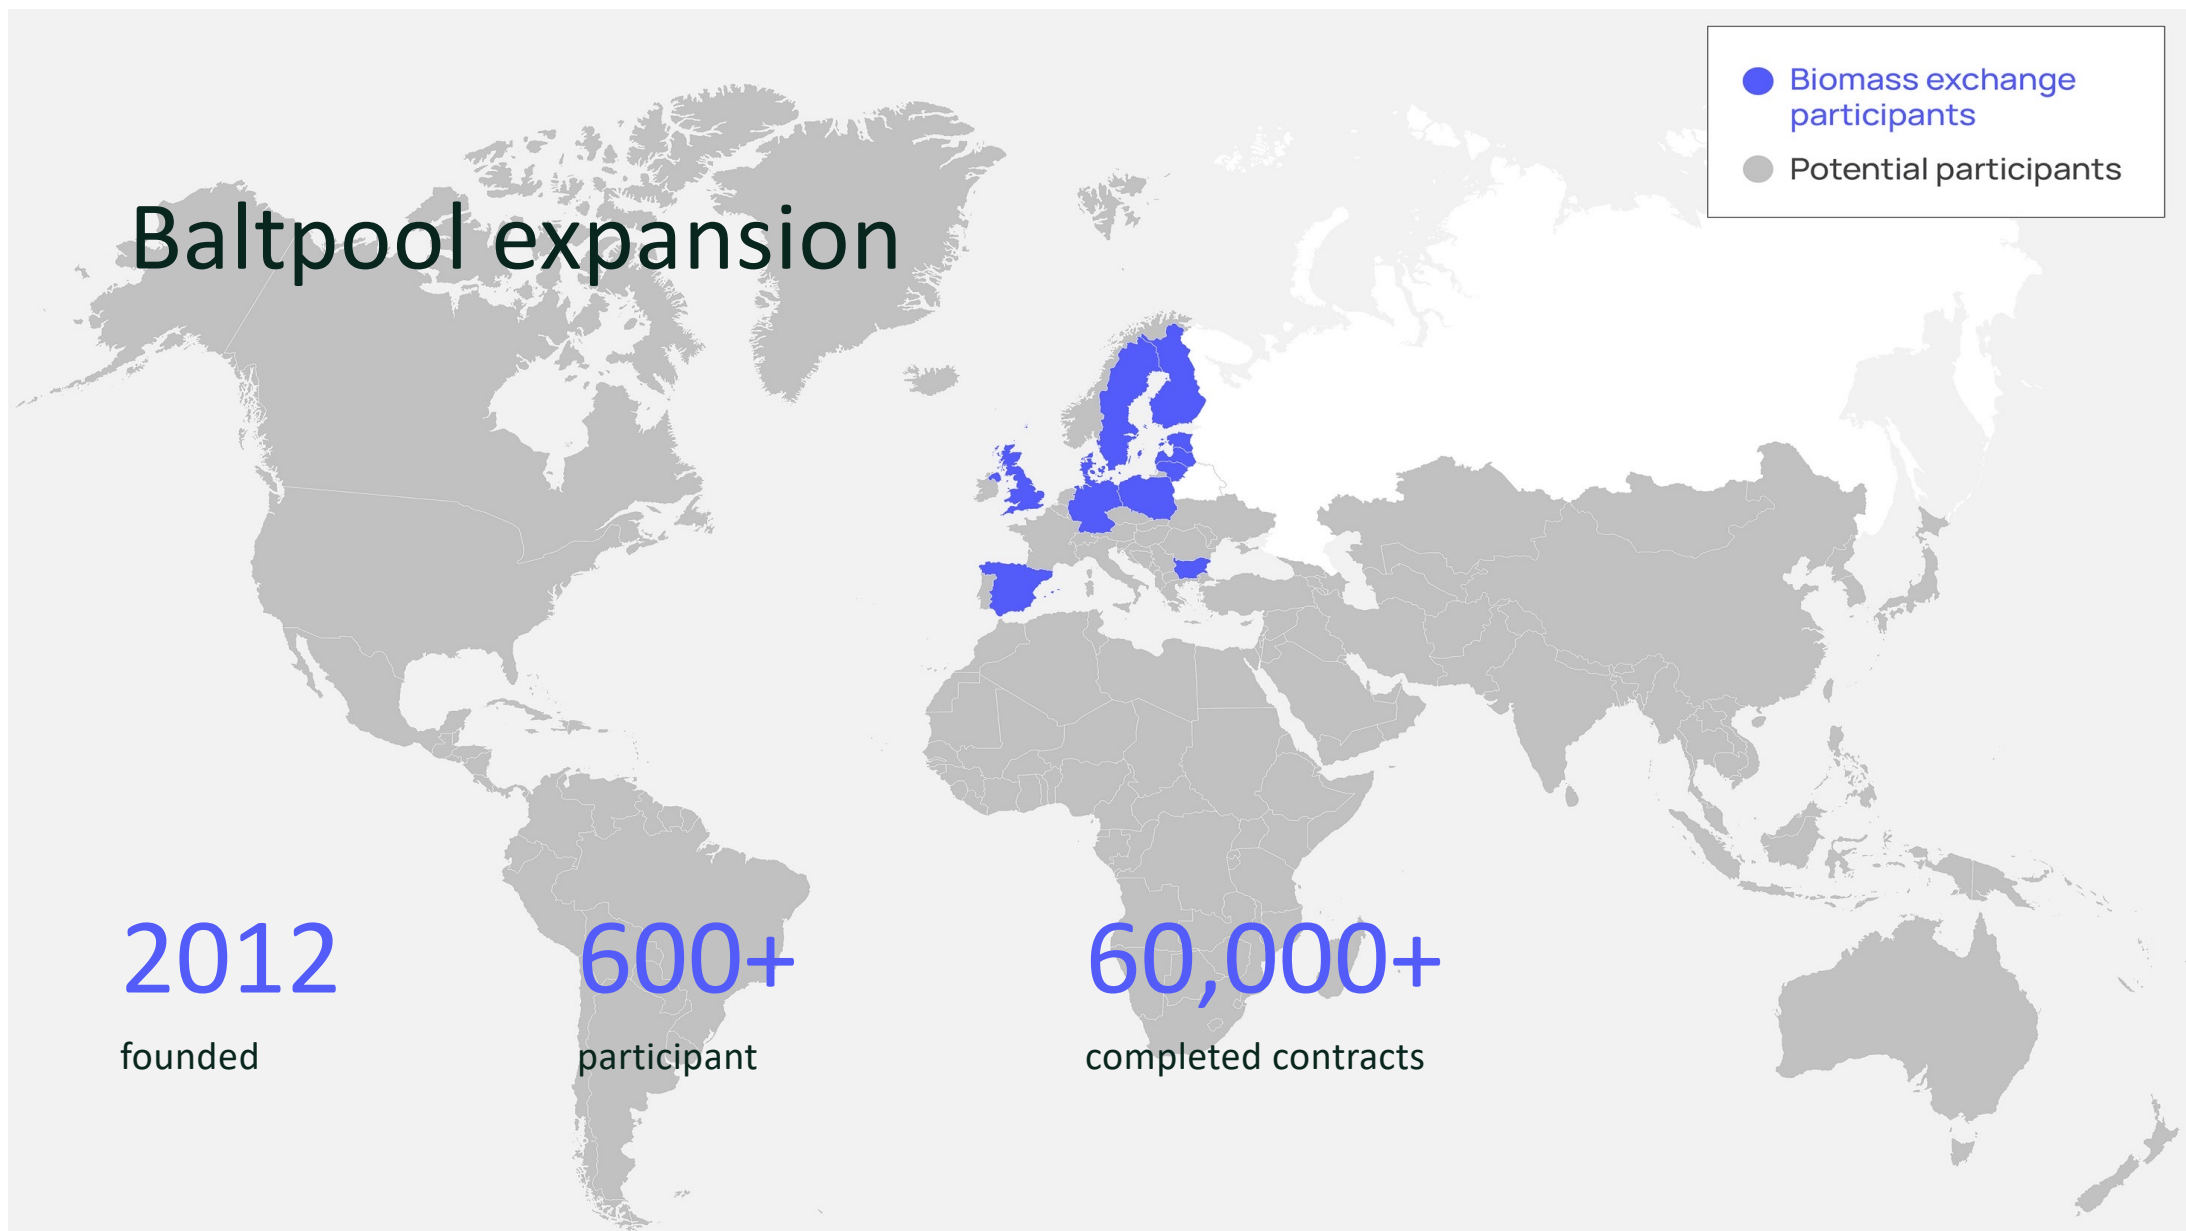 Biomass exchange
participants
Potential participants
Baltpool expansion
2012
founded
600+
participant
60,000+
completed contracts